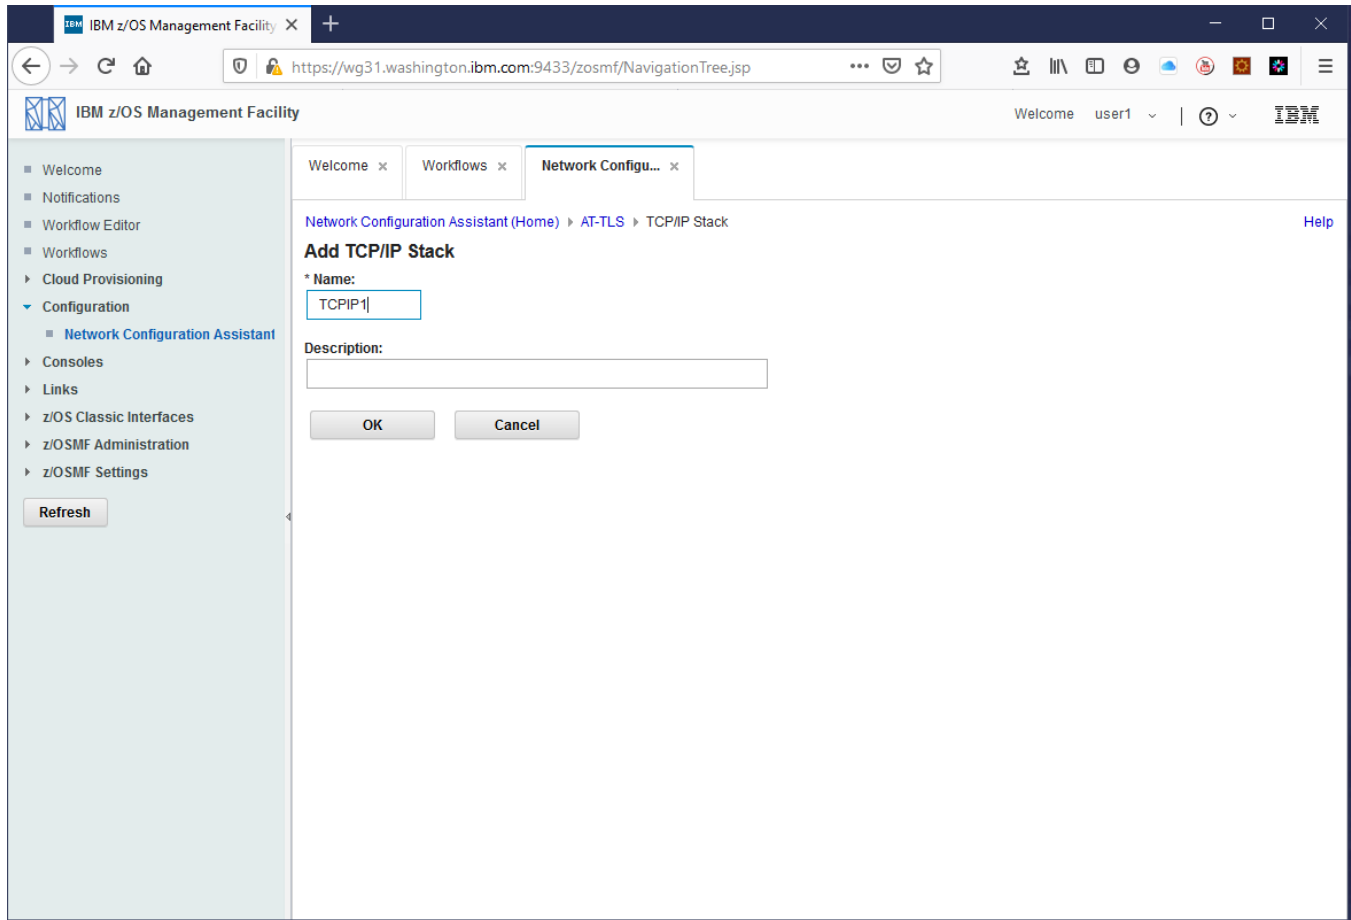 IBM IBM z/OS Management Facility
https://wg31.washington.ibm.com:9433/zosmf/NavigationTree.jsp
IBM z/OS Management Facility
Welcome user1
IBM
Welcome
Notifications
Workflow Editor
Workflows
Cloud Provisioning
Configuration
Network Configuration Assistant
Consoles
Links
z/OS Classic Interfaces
z/OSMF Administration
z/OSMF Settings
Refresh
Welcome
Workflows
Network Configu...
Network Configuration Assistant (Home) AT-TLS TCP/IP Stack
Help
Add TCP/IP Stack
* Name:
TCPIP1
Description:
OK Cancel